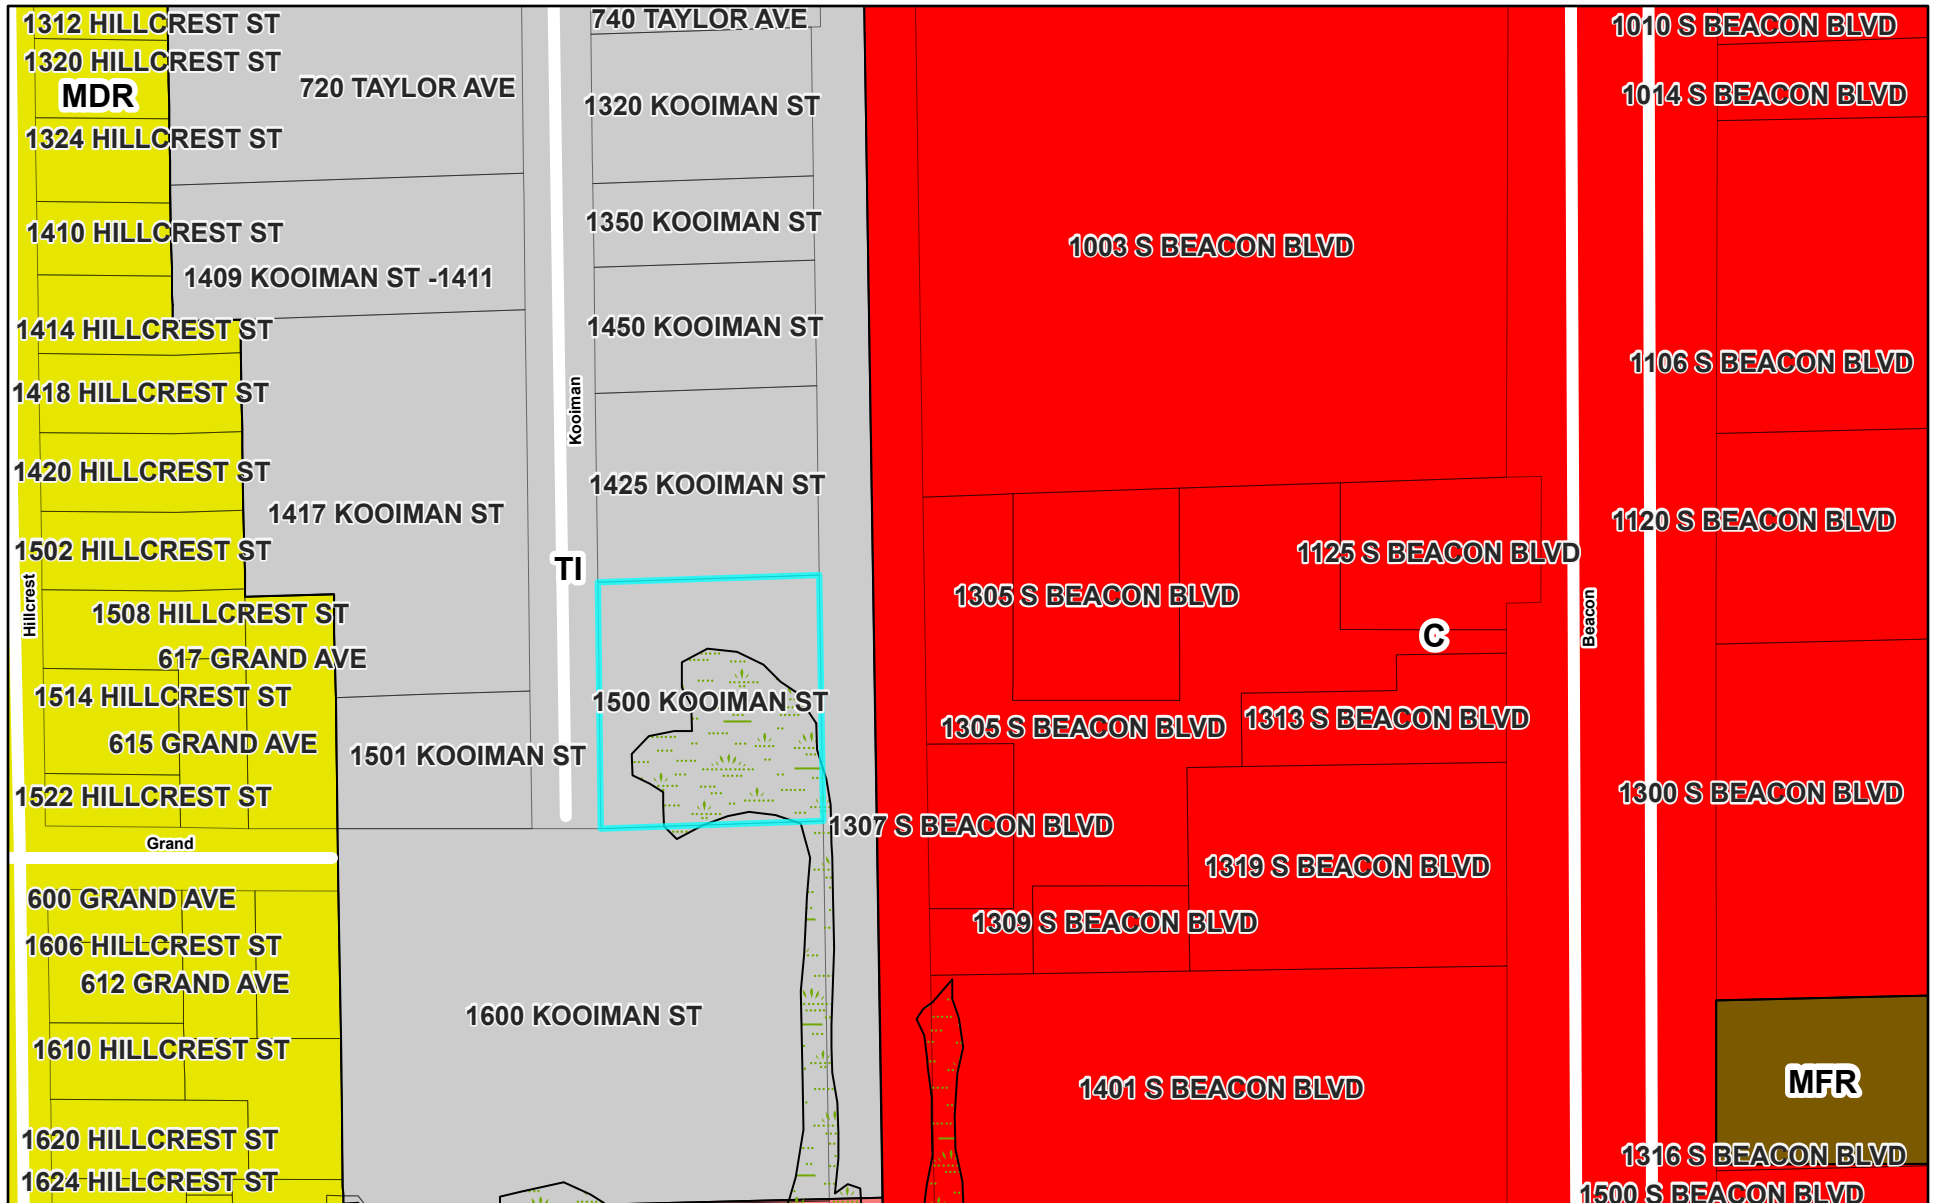 1312 HILLCREST ST
1320 HILLCREST ST
MDR
1324 HILLCREST ST
1410 HILLCREST ST
1414 HILLCREST ST
1418 HILLCREST ST
1420 HILLCREST ST
1502 HILLCREST ST
Hillcrest
1508 HILLCREST ST
617 GRAND AVE
1514 HILLCREST ST
615 GRAND AVE
1522 HILLCREST ST
Grand
600 GRAND AVE
1606 HILLCREST ST
612 GRAND AVE
1610 HILLCREST ST
1620 HILLCREST ST
1624 HILLCREST ST
720 TAYLOR AVE
1409 KOOIMAN ST -1411
1417 KOOIMAN ST
1501 KOOIMAN ST
Kooiman
TI
740 TAYLOR AVE
1320 KOOIMAN ST
1350 KOOIMAN ST
1450 KOOIMAN ST
1425 KOOIMAN ST
1500 KOOIMAN ST
1600 KOOIMAN ST
1003 S BEACON BLVD
1125 S BEACON BLVD
1305 S BEACON BLVD
C
1305 S BEACON BLVD
1313 S BEACON BLVD
1307 S BEACON BLVD
1319 S BEACON BLVD
1309 S BEACON BLVD
1401 S BEACON BLVD
Beacon
1010 S BEACON BLVD
1014 S BEACON BLVD
1106 S BEACON BLVD
1120 S BEACON BLVD
1300 S BEACON BLVD
MFR
1316 S BEACON BLVD
1500 S BEACON BLVD